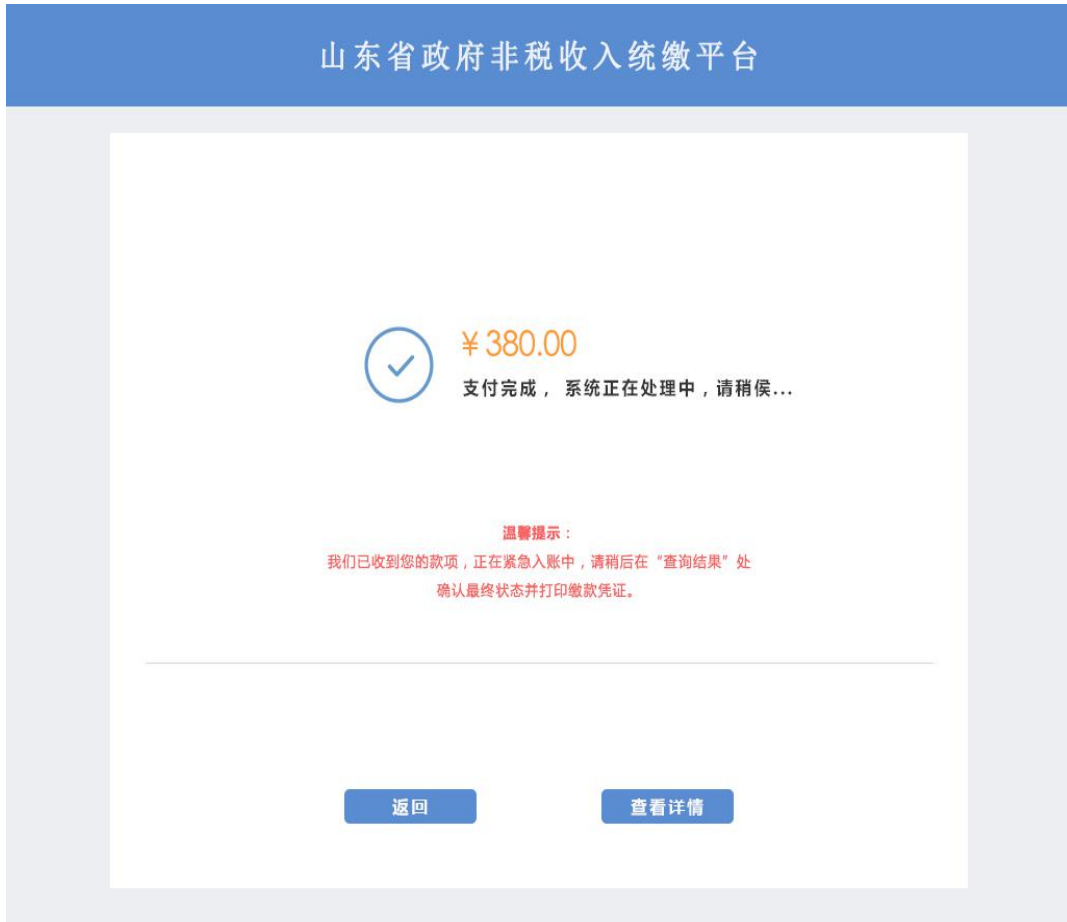 山东省政府非税收入统缴平台
￥380.00
支付完成，系统正在处理中，请稍侯...
温馨提示：
我们已收到您的款项，正在紧急入账中，请稍后在“查询结果”处
确认最终状态并打印缴款凭证。
返回
查看详情